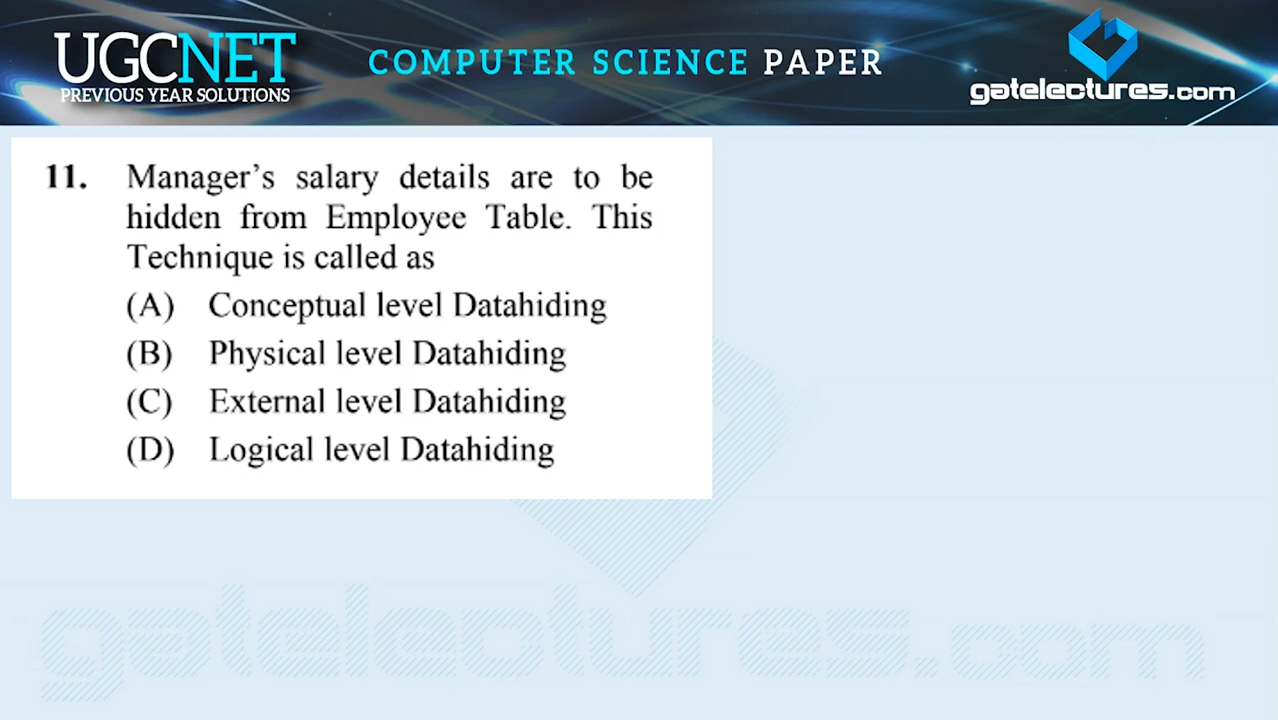 UGCNET
PREVIOUS YEAR SOLUTIONS
COMPUTER SCIENCE PAPER
gatelectures.com
11. Manager's salary details are to be
hidden from Employee Table. This
Technique is called as
(A) Conceptual level Datahiding
(B) Physical level Datahiding
(C) External level Datahiding
(D) Logical level Datahiding
gatelectures.com